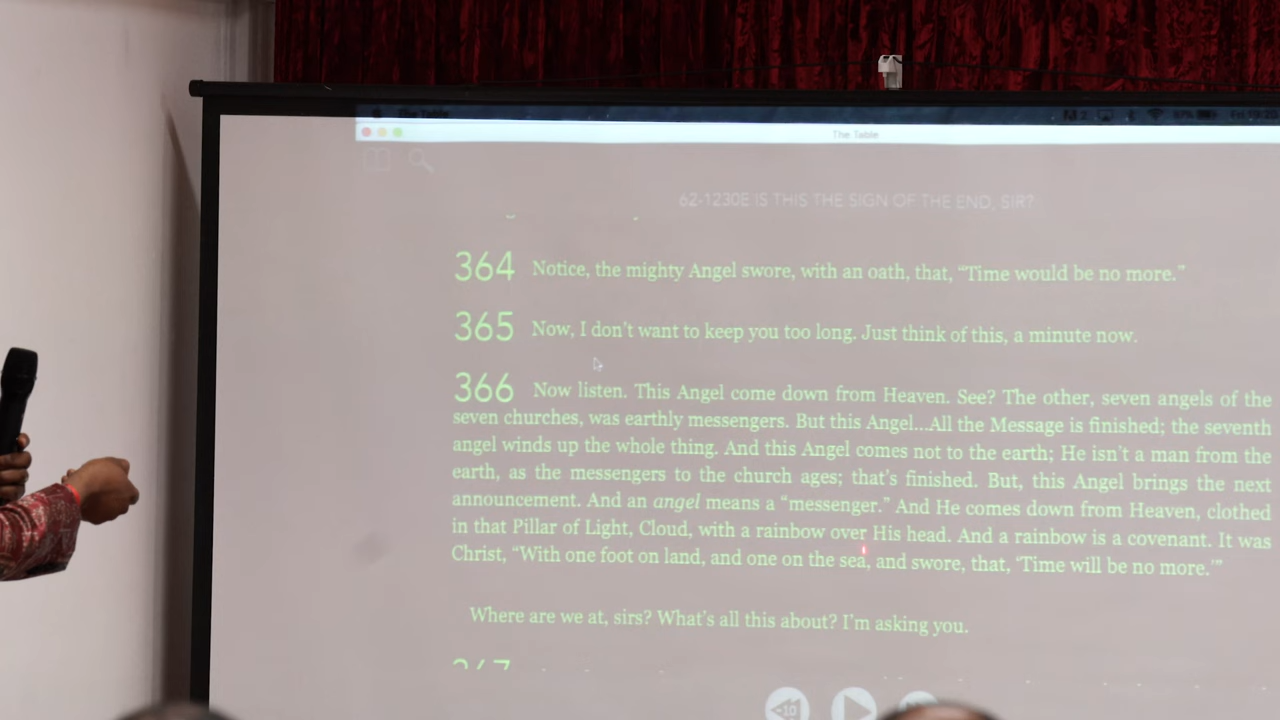 The Table
The Table
62-1230E IS THIS THE SIGN OF THE END, SIR?
364 Notice, the mighty Angel swore, with an oath, that, “Time would be no more.”
365 Now, I don't want to keep you too long. Just think of this, a minute now.
366 Now listen. This Angel come down from Heaven. See? The other, seven angels of the
seven churches, was earthly messengers. But this Angel...All the Message is finished; the seventh
angel winds up the whole thing. And this Angel comes not to the earth; He isn't a man from the
earth, as the messengers to the church ages; that's finished. But, this Angel brings the next
announcement. And an angel means a “messenger.” And He comes down from Heaven, clothed
in that Pillar of Light, Cloud, with a rainbow over His head. And a rainbow is a covenant. It was
Christ, “With one foot on land, and one on the sea, and swore, that, ‘Time will be no more.’”
Where are we at, sirs? What's all this about? I'm asking you.
-10